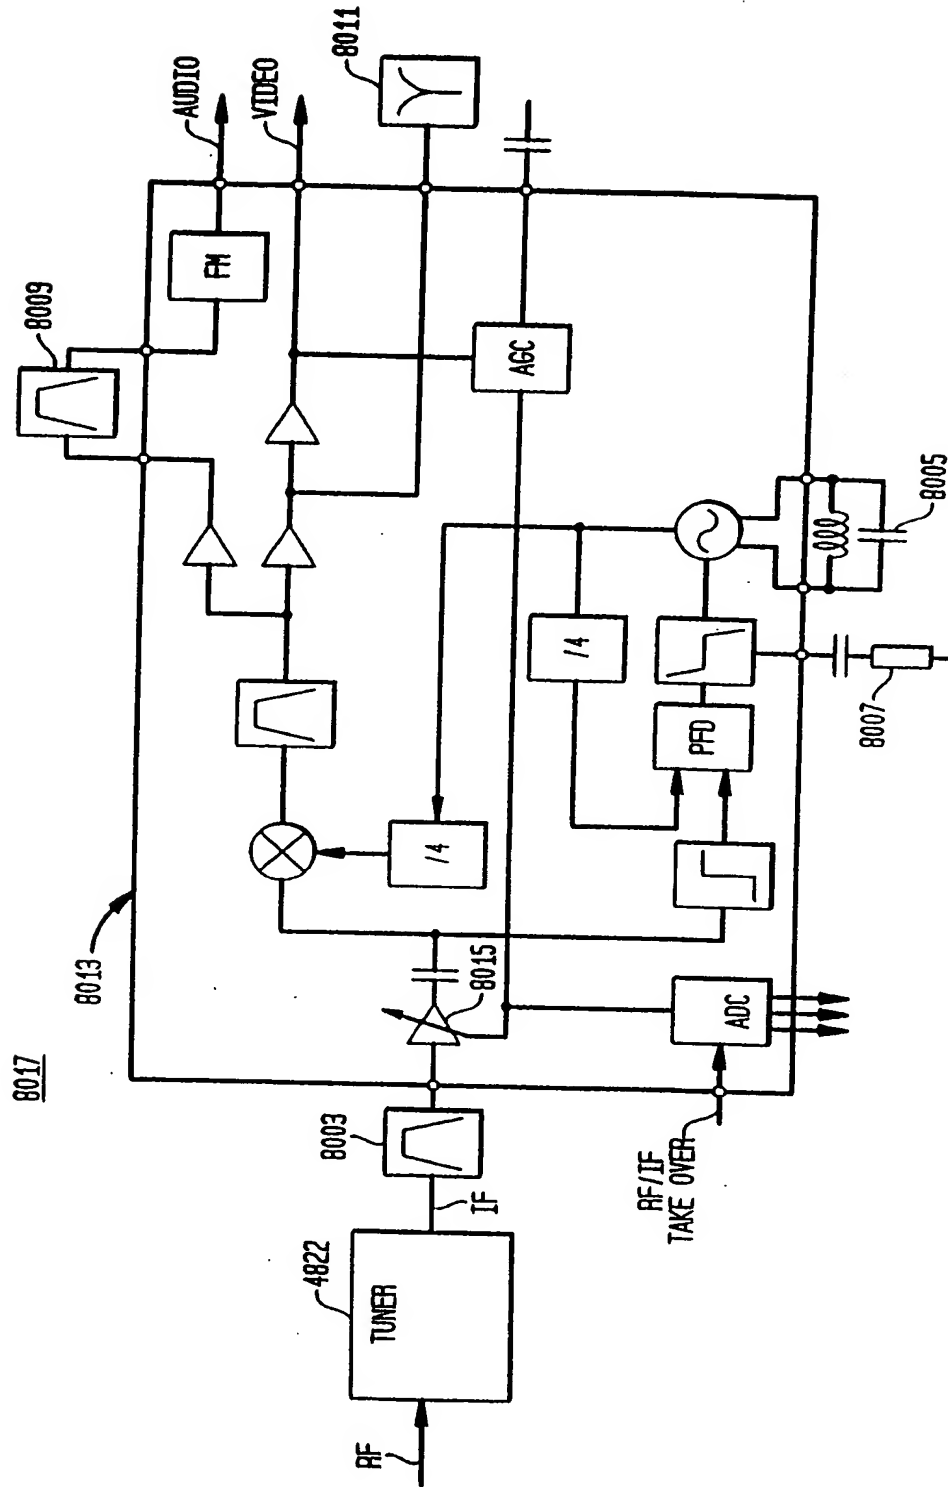 8017
8013
8009
AUDIO
VIDEO
8011
FM
AGC
RF
4822
TUNER
IF
8003
8015
/4
/4
PFD
ADC
RF/IF
TAKE OVER
8007
8005